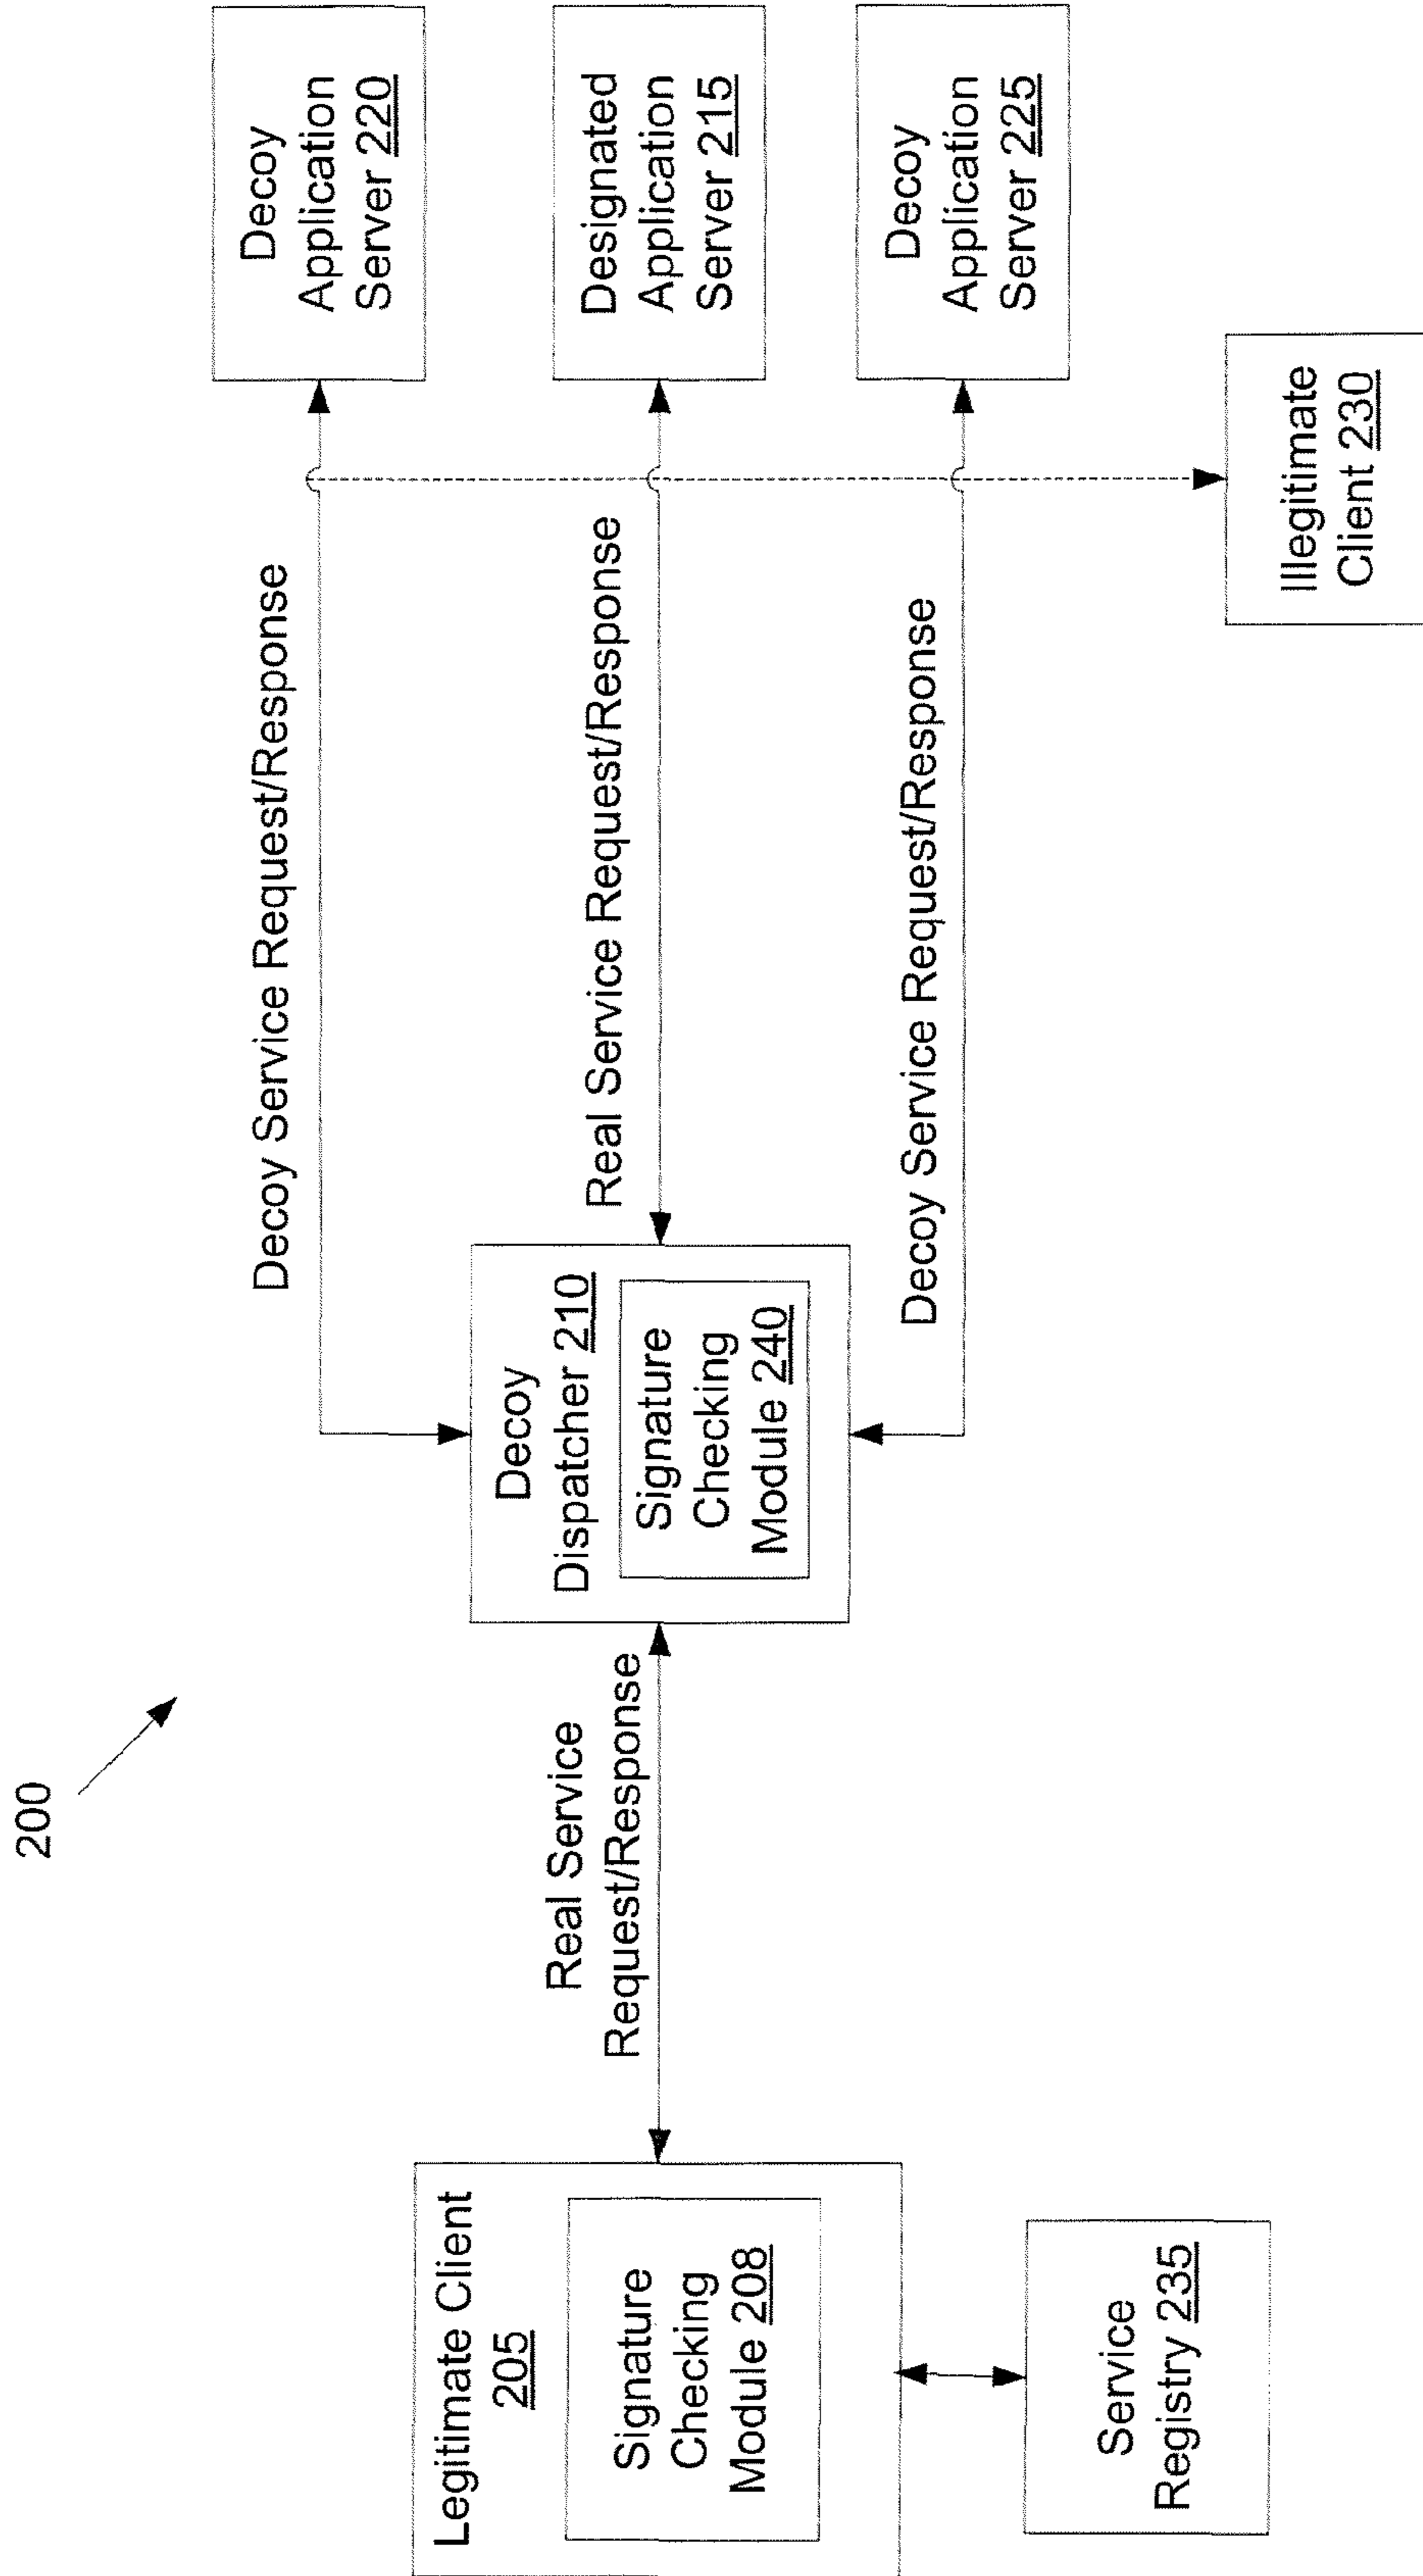 200
Legitimate Client
205
Signature
Checking
Module 208
Service
Registry 235
Real Service
Request/Response
Decoy
Dispatcher 210
Signature
Checking
Module 240
Decoy Service Request/Response
Real Service Request/Response
Decoy Service Request/Response
Decoy
Application
Server 220
Designated
Application
Server 215
Decoy
Application
Server 225
Illegitimate
Client 230